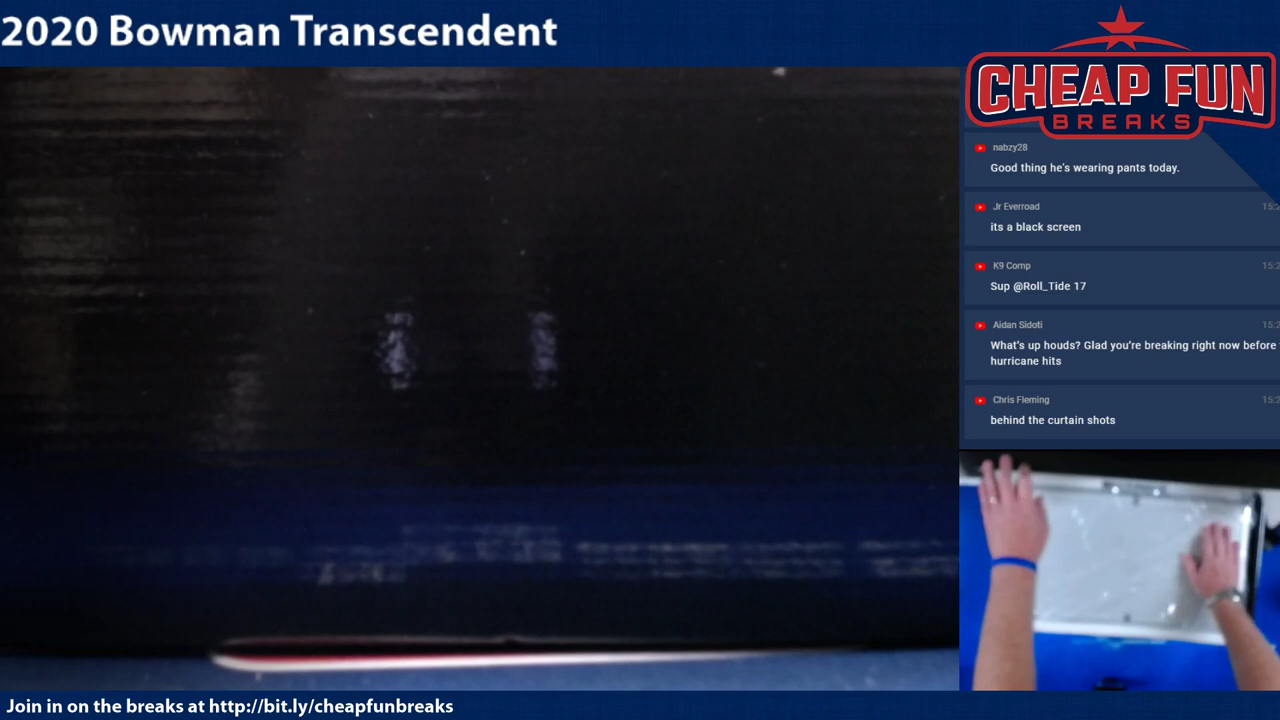 2020 Bowman Transcendent
CHEAP FUN
BREAKS
nabzy28
Good thing he's wearing pants today.
Jr Everroad
its a black screen
K9 Comp
Sup @Roll_Tide 17
Aidan Sidoti
What's up houds? Glad you're breaking right now before
hurricane hits
Chris Fleming
behind the curtain shots
Join in on the breaks at http://bit.ly/cheapfunbreaks